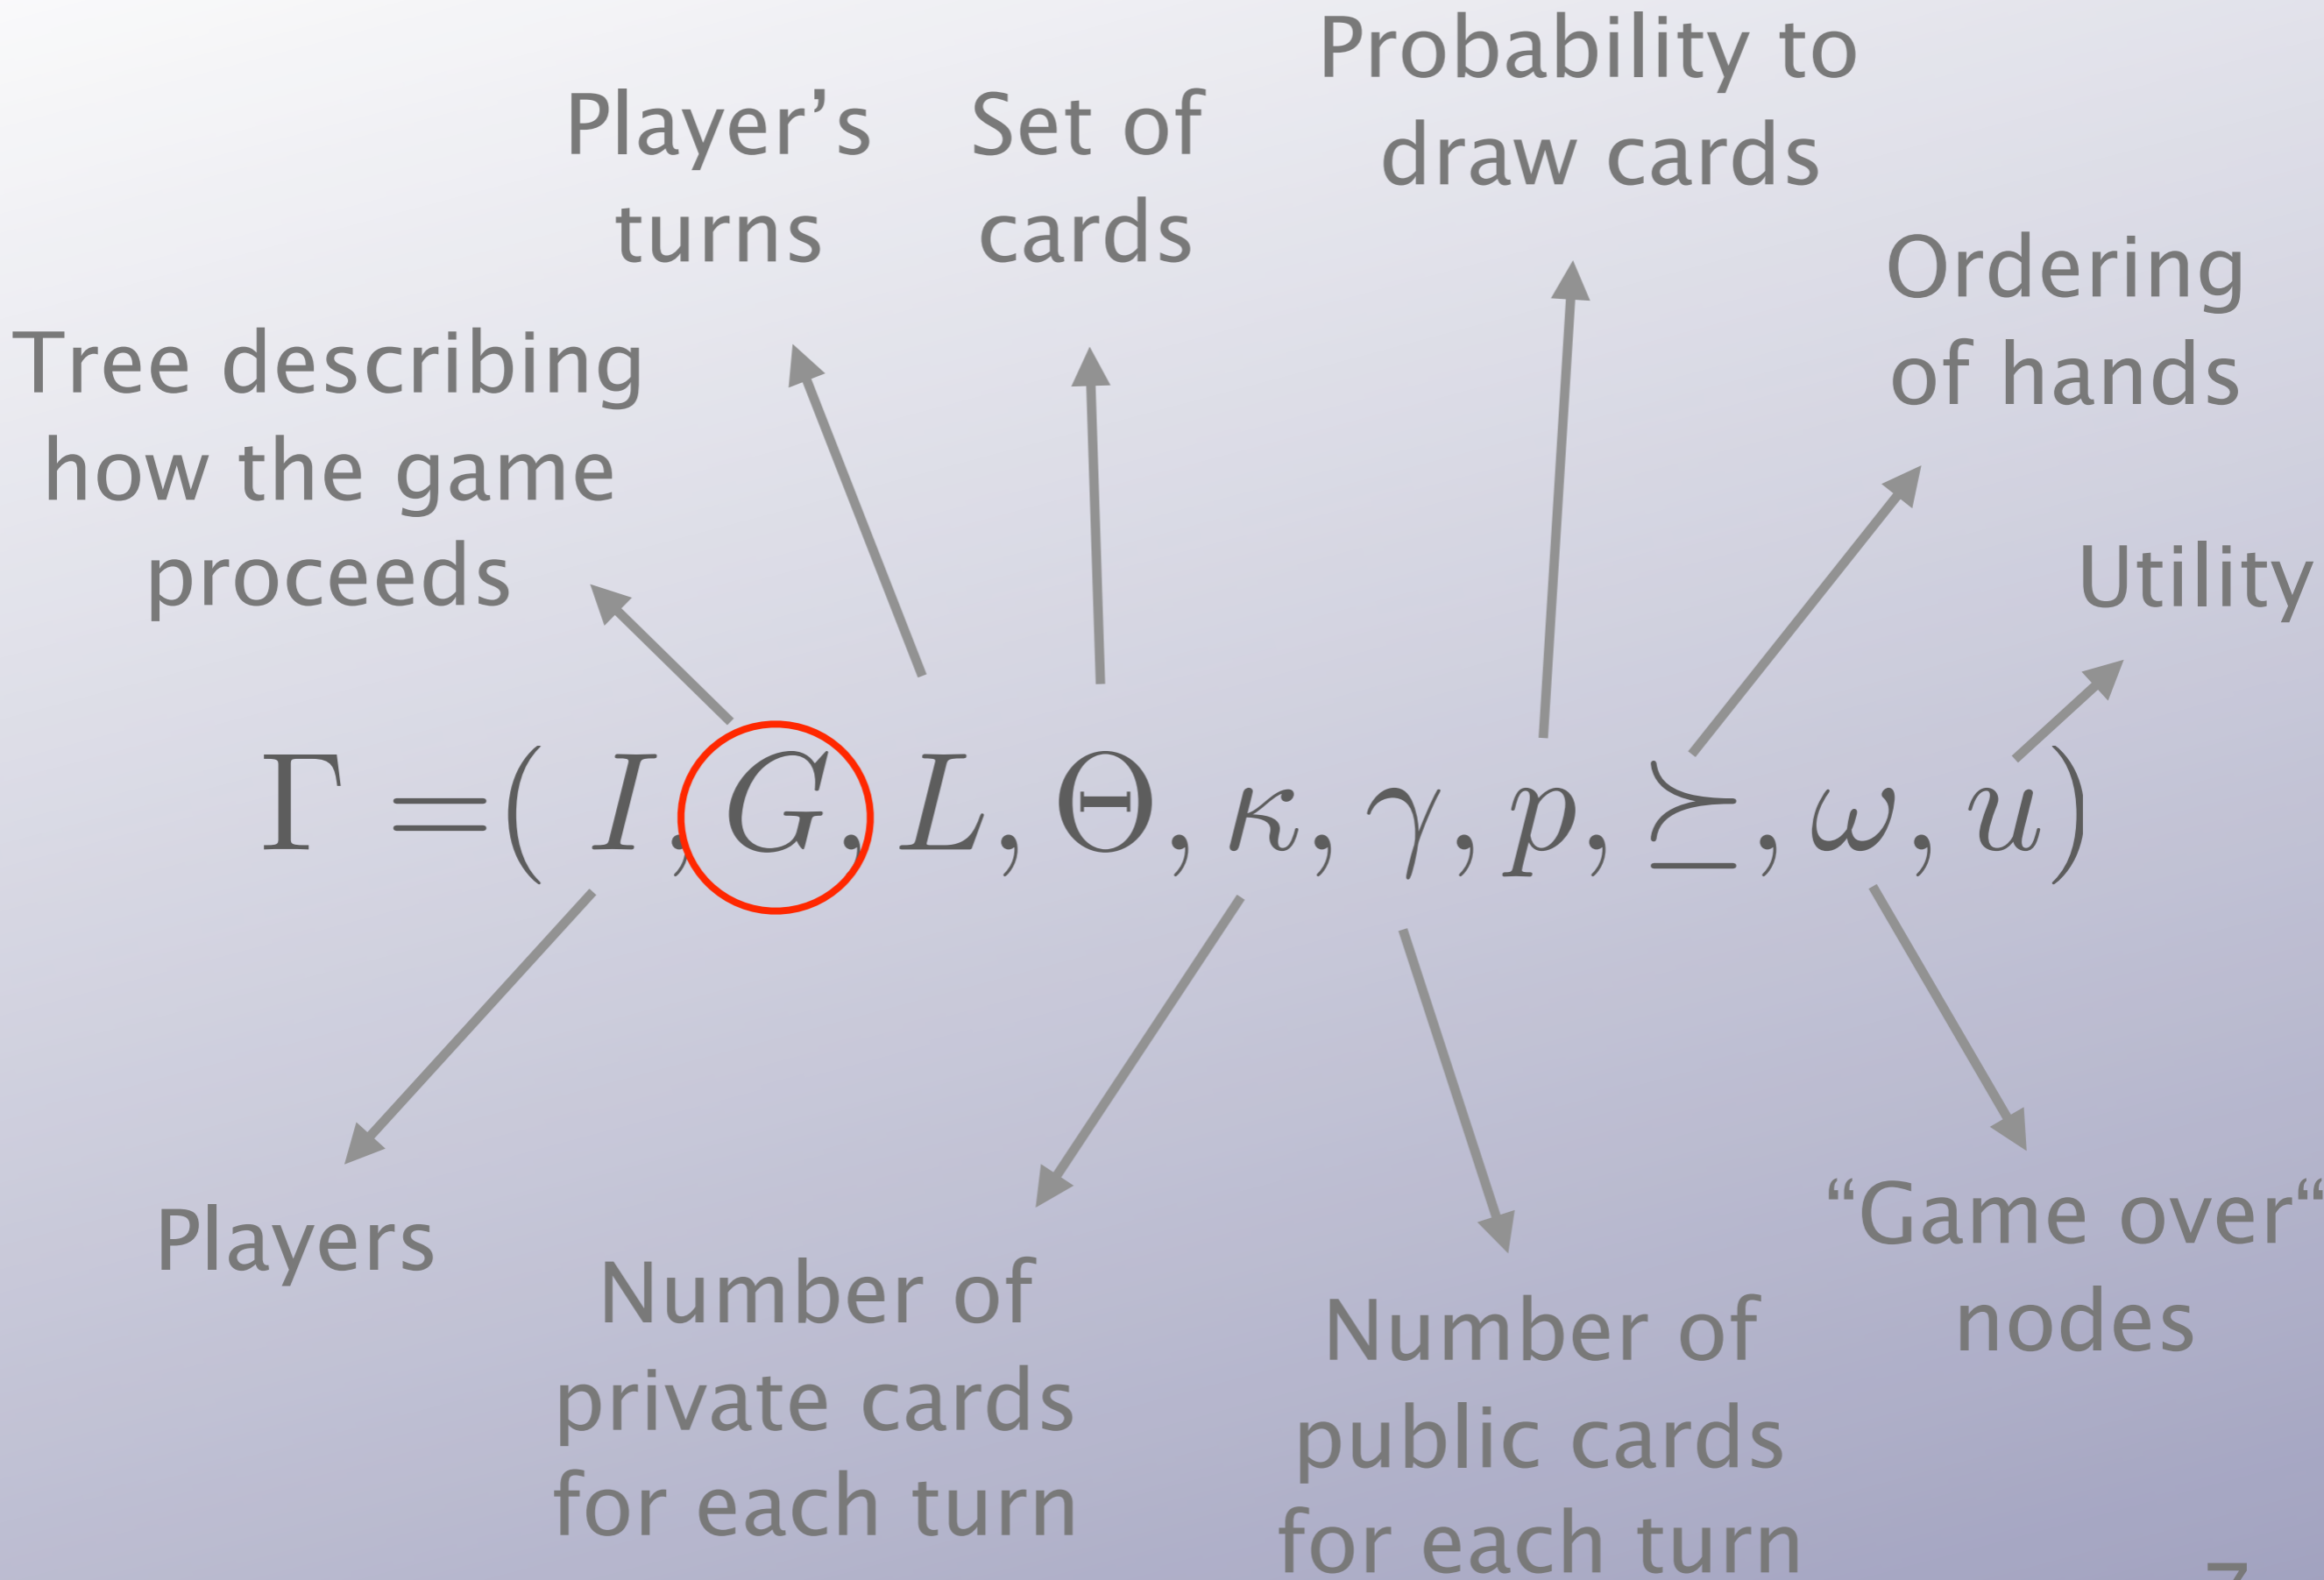 Probability to
draw cards
Player’s
turns
Set of
cards
Ordering
of hands
Tree describing
how the game
proceeds
Utility
Γ =( I, G, L, Θ, κ, γ, p, ⪰, ω, u)
Players
Number of
private cards
for each turn
Number of
public cards
for each turn
“Game over“
nodes
7